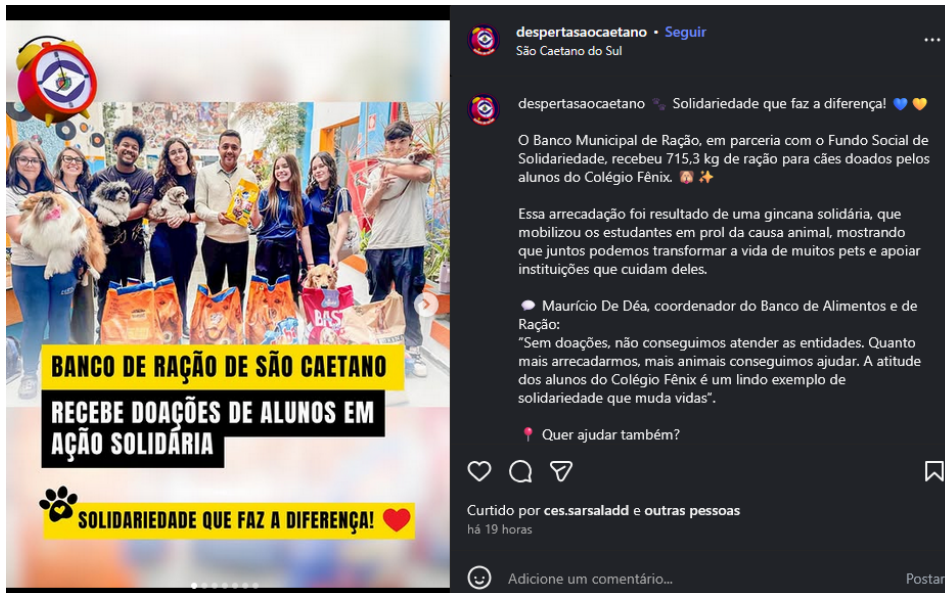 BANCO DE RAÇÃO DE SÃO CAETANO
RECEBE DOAÇÕES DE ALUNOS EM
AÇÃO SOLIDÁRIA
SOLIDARIEDADE QUE FAZ A DIFERENÇA! ❤️
despertasaocaetano • Seguir
São Caetano do Sul
despertasaocaetano 🐾 Solidariedade que faz a diferença! 💙 💛
O Banco Municipal de Ração, em parceria com o Fundo Social de
Solidariedade, recebeu 715,3 kg de ração para cães doados pelos
alunos do Colégio Fênix. 🐶 ✨
Essa arrecadação foi resultado de uma gincana solidária, que
mobilizou os estudantes em prol da causa animal, mostrando
que juntos podemos transformar a vida de muitos pets e apoiar
instituições que cuidam deles.
💬 Maurício De Déa, coordenador do Banco de Alimentos e de
Ração:
“Sem doações, não conseguimos atender as entidades. Quanto
mais arrecadarmos, mais animais conseguimos ajudar. A atitude
dos alunos do Colégio Fênix é um lindo exemplo de
solidariedade que muda vidas”.
📍 Quer ajudar também?
Curtido por ces.sarsaladd e outras pessoas
há 19 horas
Adicione um comentário...
Postar